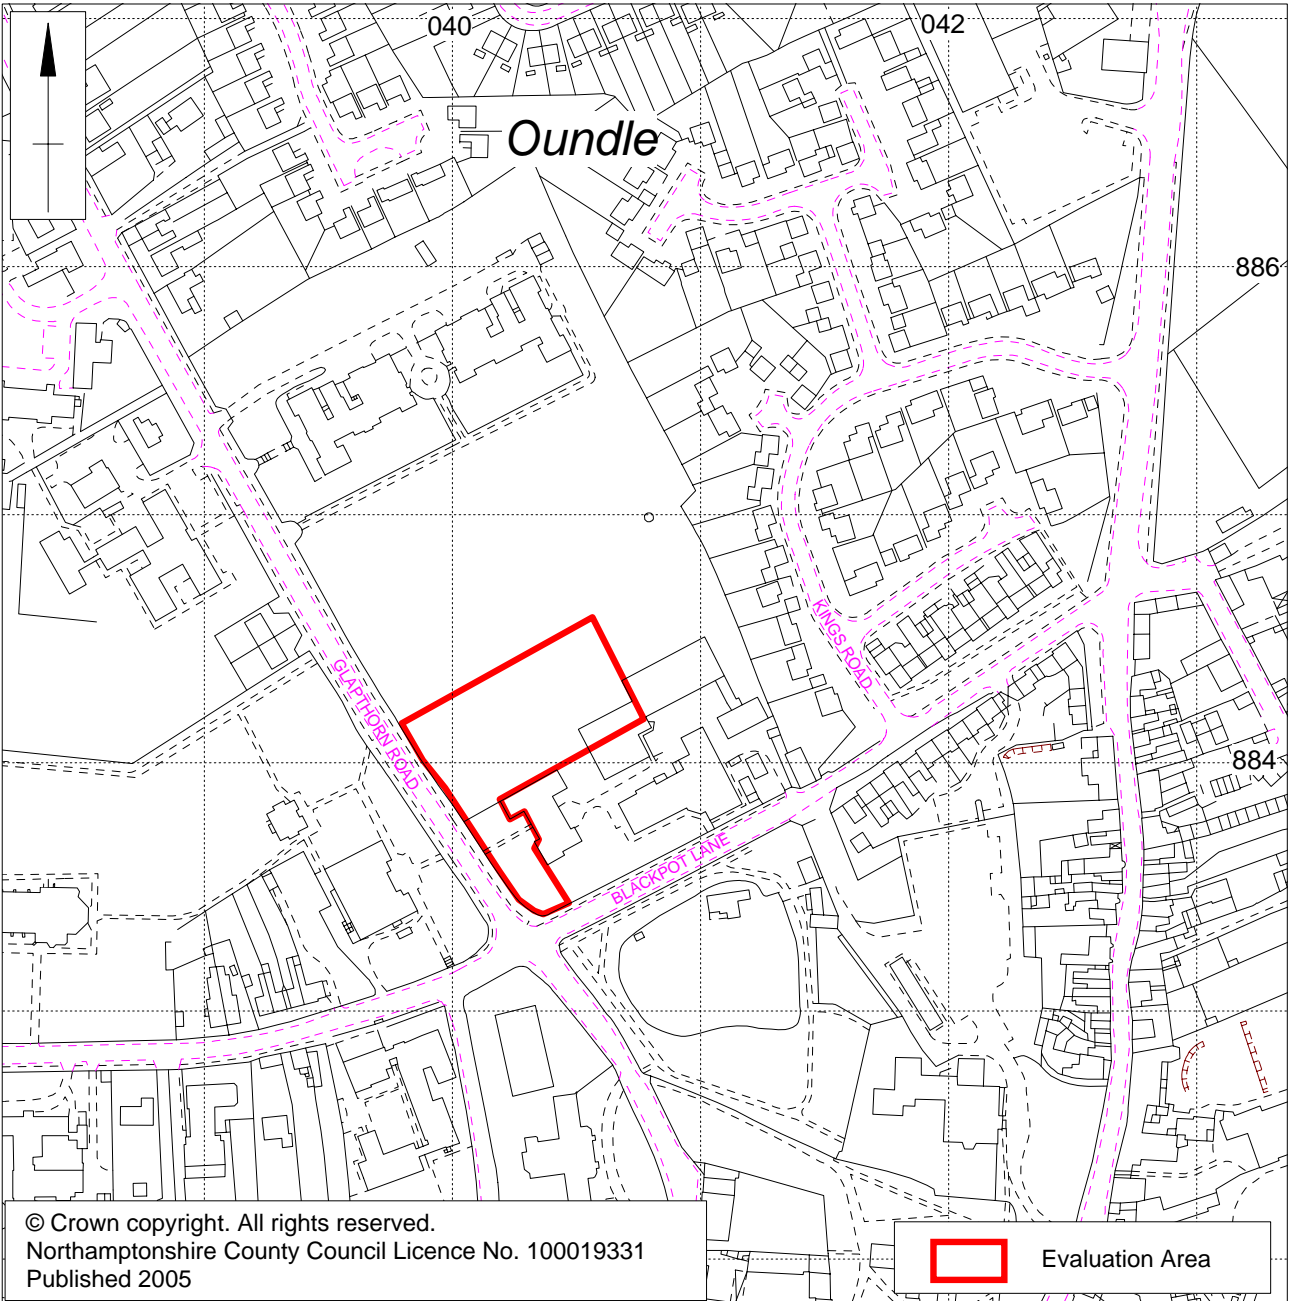 040
042
Oundle
886
KINGS ROAD
GLAPTHORN ROAD
884
BLACKPOT LANE
© Crown copyright. All rights reserved.
Northamptonshire County Council Licence No. 100019331
Published 2005
Evaluation Area